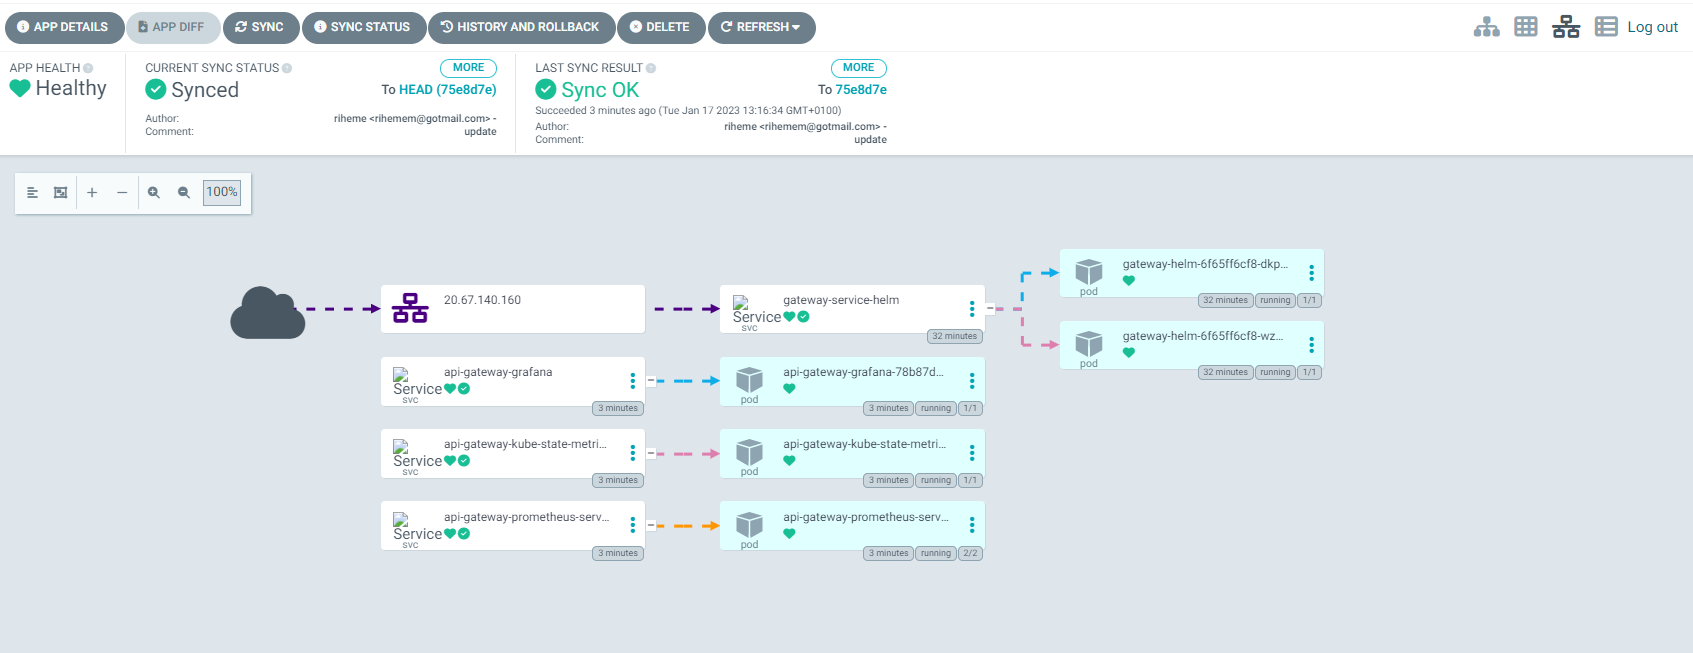 APP DETAILS APP DIFF SYNC SYNC STATUS HISTORY AND ROLLBACK DELETE REFRESH Log out
APP HEALTH
Healthy
CURRENT SYNC STATUS MORE
Synced To HEAD (75e8d7e)
Author: riheme <rihemem@gotmail.com> -
Comment: update
LAST SYNC RESULT MORE
Sync OK To 75e8d7e
Succeeded 3 minutes ago (Tue Jan 17 2023 13:16:34 GMT+0100)
Author: riheme <rihemem@gotmail.com> -
Comment: update
100%
20.67.140.160
gateway-service-helm
Service
svc
32 minutes
gateway-helm-6f65ff6cf8-dkp...
pod
32 minutes running 1/1
gateway-helm-6f65ff6cf8-wz...
pod
32 minutes running 1/1
api-gateway-grafana
Service
svc
3 minutes
api-gateway-grafana-78b87d...
pod
3 minutes running 1/1
api-gateway-kube-state-metri...
Service
svc
3 minutes
api-gateway-kube-state-metri...
pod
3 minutes running 1/1
api-gateway-prometheus-serv...
Service
svc
3 minutes
api-gateway-prometheus-serv...
pod
3 minutes running 2/2